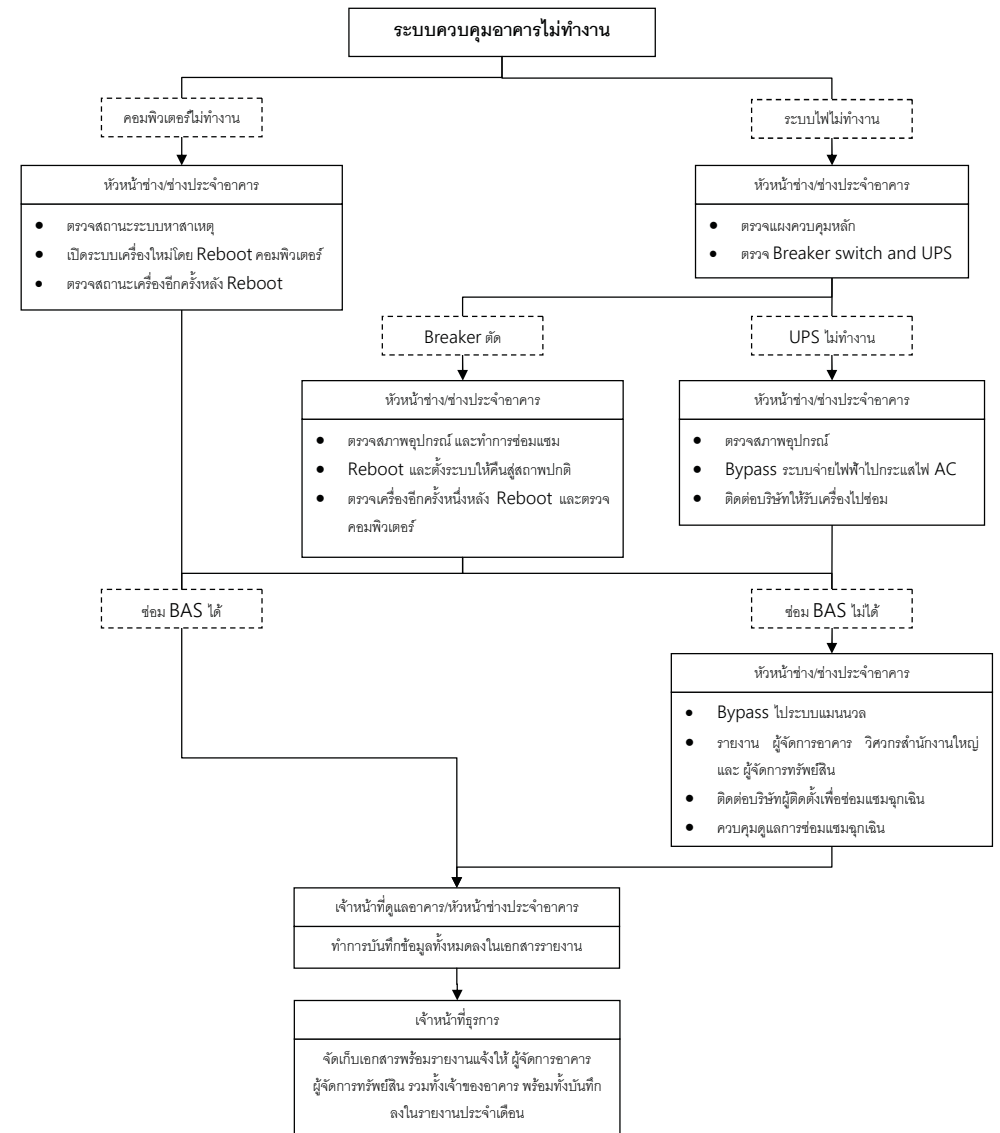 ระบบควบคุมอาคารไม่ทำงาน
คอมพิวเตอร์ไม่ทำงาน
ระบบไฟไม่ทำงาน
หัวหน้าช่าง/ช่างประจำอาคาร
● ตรวจสถานะระบบหาสาเหตุ
● เปิดระบบเครื่องใหม่โดย Reboot คอมพิวเตอร์
● ตรวจสถานะเครื่องอีกครั้งหลัง Reboot
หัวหน้าช่าง/ช่างประจำอาคาร
● ตรวจแผงควบคุมหลัก
● ตรวจ Breaker switch and UPS
Breaker ตัด
UPS ไม่ทำงาน
หัวหน้าช่าง/ช่างประจำอาคาร
● ตรวจสภาพอุปกรณ์ และทำการซ่อมแซม
● Reboot และตั้งระบบให้คืนสู่สภาพปกติ
● ตรวจเครื่องอีกครั้งหนึ่งหลัง Reboot และตรวจ
คอมพิวเตอร์
หัวหน้าช่าง/ช่างประจำอาคาร
● ตรวจสภาพอุปกรณ์
● Bypass ระบบจ่ายไฟฟ้าไปกระแสไฟ AC
● ติดต่อบริษัทให้รับเครื่องไปซ่อม
ซ่อม BAS ได้
ซ่อม BAS ไม่ได้
หัวหน้าช่าง/ช่างประจำอาคาร
● Bypass ไประบบแมนนวล
● รายงาน ผู้จัดการอาคาร วิศวกรสำนักงานใหญ่
และ ผู้จัดการทรัพย์สิน
● ติดต่อบริษัทผู้ติดตั้งเพื่อซ่อมแซมฉุกเฉิน
● ควบคุมดูแลการซ่อมแซมฉุกเฉิน
เจ้าหน้าที่ดูแลอาคาร/หัวหน้าช่างประจำอาคาร
ทำการบันทึกข้อมูลทั้งหมดลงในเอกสารรายงาน
เจ้าหน้าที่ธุรการ
จัดเก็บเอกสารพร้อมรายงานแจ้งให้ ผู้จัดการอาคาร
ผู้จัดการทรัพย์สิน รวมทั้งเจ้าของอาคาร พร้อมทั้งบันทึก
ลงในรายงานประจำเดือน